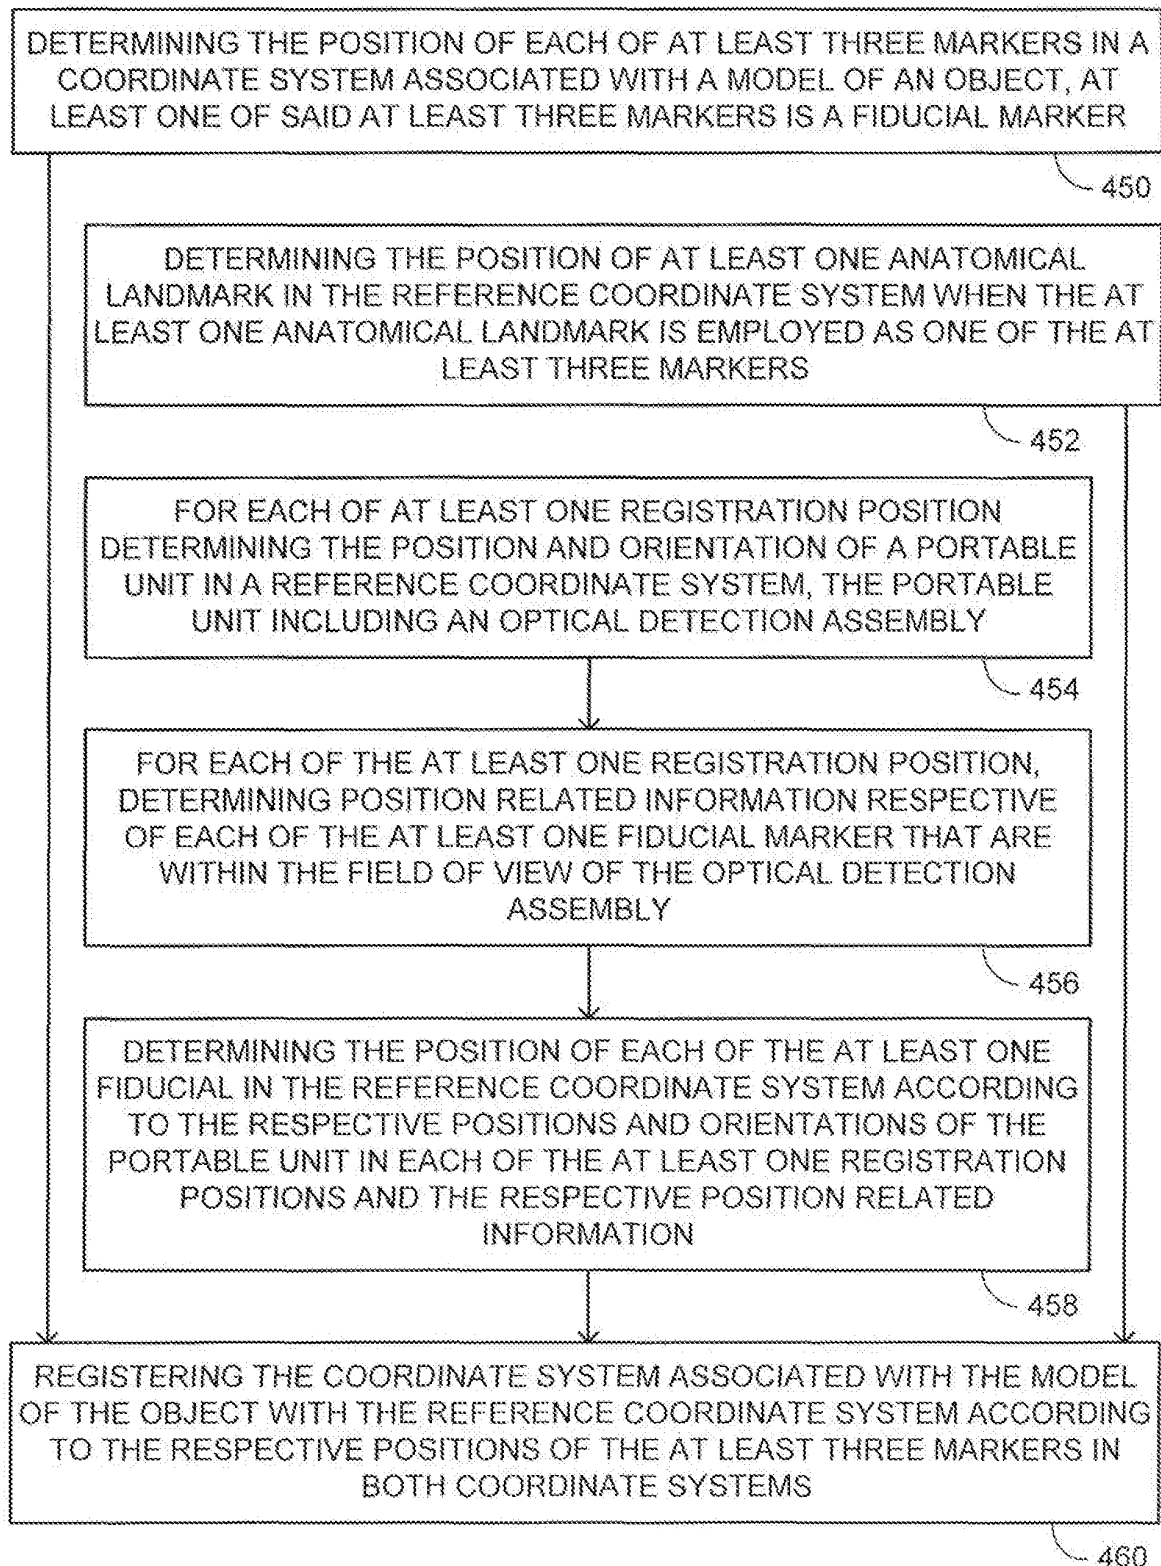 DETERMINING THE POSITION OF EACH OF AT LEAST THREE MARKERS IN A
COORDINATE SYSTEM ASSOCIATED WITH A MODEL OF AN OBJECT, AT
LEAST ONE OF SAID AT LEAST THREE MARKERS IS A FIDUCIAL MARKER
450
DETERMINING THE POSITION OF AT LEAST ONE ANATOMICAL
LANDMARK IN THE REFERENCE COORDINATE SYSTEM WHEN THE AT
LEAST ONE ANATOMICAL LANDMARK IS EMPLOYED AS ONE OF THE AT
LEAST THREE MARKERS
452
FOR EACH OF AT LEAST ONE REGISTRATION POSITION
DETERMINING THE POSITION AND ORIENTATION OF A PORTABLE
UNIT IN A REFERENCE COORDINATE SYSTEM, THE PORTABLE
UNIT INCLUDING AN OPTICAL DETECTION ASSEMBLY
454
FOR EACH OF THE AT LEAST ONE REGISTRATION POSITION,
DETERMINING POSITION RELATED INFORMATION RESPECTIVE
OF EACH OF THE AT LEAST ONE FIDUCIAL MARKER THAT ARE
WITHIN THE FIELD OF VIEW OF THE OPTICAL DETECTION
ASSEMBLY
456
DETERMINING THE POSITION OF EACH OF THE AT LEAST ONE
FIDUCIAL IN THE REFERENCE COORDINATE SYSTEM ACCORDING
TO THE RESPECTIVE POSITIONS AND ORIENTATIONS OF THE
PORTABLE UNIT IN EACH OF THE AT LEAST ONE REGISTRATION
POSITIONS AND THE RESPECTIVE POSITION RELATED
INFORMATION
458
REGISTERING THE COORDINATE SYSTEM ASSOCIATED WITH THE MODEL
OF THE OBJECT WITH THE REFERENCE COORDINATE SYSTEM ACCORDING
TO THE RESPECTIVE POSITIONS OF THE AT LEAST THREE MARKERS IN
BOTH COORDINATE SYSTEMS
460